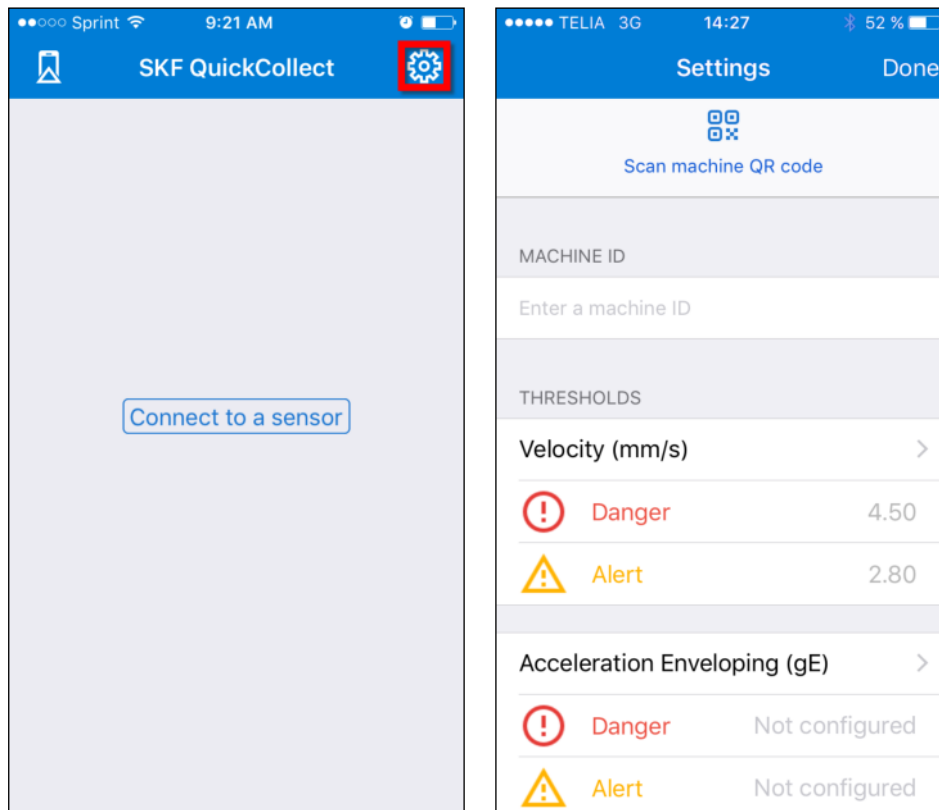 Sprint 9:21 AM
SKF QuickCollect
Connect to a sensor
TELIA 3G 14:27 52 %
Settings Done
Scan machine QR code
MACHINE ID
Enter a machine ID
THRESHOLDS
Velocity (mm/s)
Danger 4.50
Alert 2.80
Acceleration Enveloping (gE)
Danger Not configured
Alert Not configured